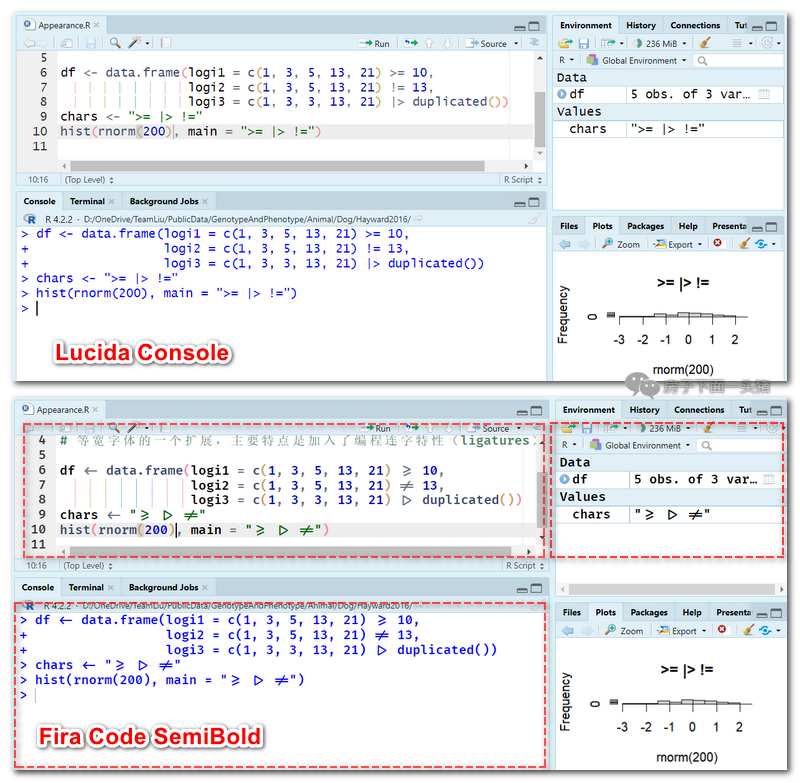 Appearance.R
Run
Source
5
6 df <- data.frame(logi1 = c(1, 3, 5, 13, 21) >= 10,
7 logi2 = c(1, 3, 5, 13, 21) != 13,
8 logi3 = c(1, 3, 3, 13, 21) |> duplicated())
9 chars <- ">= |> !="
10 hist(rnorm(200), main = ">= |> !=")
11
10:16 (Top Level) R Script
Console Terminal Background Jobs
R 4.2.2 · D:/OneDrive/TeamLiu/PublicData/GenotypeAndPhenotype/Animal/Dog/Hayward2016/
> df <- data.frame(logi1 = c(1, 3, 5, 13, 21) >= 10,
+ logi2 = c(1, 3, 5, 13, 21) != 13,
+ logi3 = c(1, 3, 3, 13, 21) |> duplicated())
> chars <- ">= |> !="
> hist(rnorm(200), main = ">= |> !=")
>
Lucida Console
Environment History Connections Tut
236 MiB
R Global Environment
Data
df 5 obs. of 3 var…
Values
chars ">= |> !="
Files Plots Packages Help Presenta
Zoom Export
>= |> !=
Frequency
0
-3 -2 -1 0 1 2
rnorm(200)
房子下面一头猪
Appearance.R
Run
Source
4 # 等宽字体的一个扩展，主要特点是加入了编程连字特性（ligatures）
5
6 df ← data.frame(logi1 = c(1, 3, 5, 13, 21) ⩾ 10,
7 logi2 = c(1, 3, 5, 13, 21) ≠ 13,
8 logi3 = c(1, 3, 3, 13, 21) ▷ duplicated())
9 chars ← "⩾ ▷ ≠"
10 hist(rnorm(200), main = "⩾ ▷ ≠")
11
10:16 (Top Level) R Script
Console Terminal Background Jobs
R 4.2.2 · D:/OneDrive/TeamLiu/PublicData/GenotypeAndPhenotype/Animal/Dog/Hayward2016/
> df ← data.frame(logi1 = c(1, 3, 5, 13, 21) ⩾ 10,
+ logi2 = c(1, 3, 5, 13, 21) ≠ 13,
+ logi3 = c(1, 3, 3, 13, 21) ▷ duplicated())
> chars ← "⩾ ▷ ≠"
> hist(rnorm(200), main = "⩾ ▷ ≠")
>
Fira Code SemiBold
Environment History Connections Tut
236 MiB
R Global Environment
Data
df 5 obs. of 3 var…
Values
chars "⩾ ▷ ≠"
Files Plots Packages Help Presenta
Zoom Export
>= |> !=
Frequency
0
-3 -2 -1 0 1 2
rnorm(200)